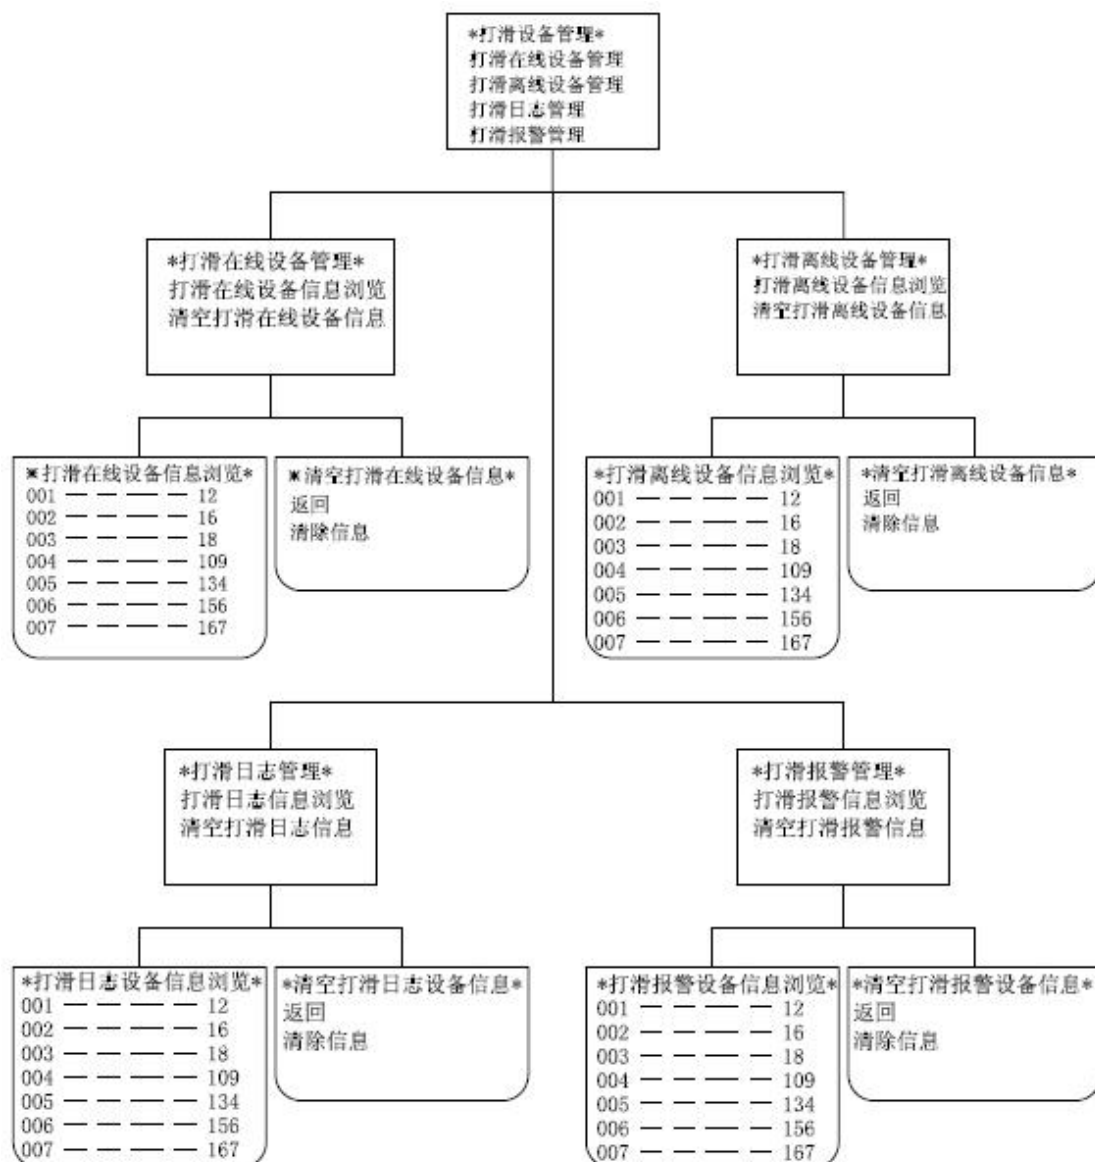 *打滑设备管理*
打滑在线设备管理
打滑离线设备管理
打滑日志管理
打滑报警管理
*打滑在线设备管理*
打滑在线设备信息浏览
清空打滑在线设备信息
*打滑离线设备管理*
打滑离线设备信息浏览
清空打滑离线设备信息
*打滑在线设备信息浏览*
001 — — — — 12
002 — — — — 16
003 — — — — 18
004 — — — — 109
005 — — — — 134
006 — — — — 156
007 — — — — 167
*清空打滑在线设备信息*
返回
清除信息
*打滑离线设备信息浏览*
001 — — — — 12
002 — — — — 16
003 — — — — 18
004 — — — — 109
005 — — — — 134
006 — — — — 156
007 — — — — 167
*清空打滑离线设备信息*
返回
清除信息
*打滑日志管理*
打滑日志信息浏览
清空打滑日志信息
*打滑报警管理*
打滑报警信息浏览
清空打滑报警信息
*打滑日志设备信息浏览*
001 — — — — 12
002 — — — — 16
003 — — — — 18
004 — — — — 109
005 — — — — 134
006 — — — — 156
007 — — — — 167
*清空打滑日志设备信息*
返回
清除信息
*打滑报警设备信息浏览*
001 — — — — 12
002 — — — — 16
003 — — — — 18
004 — — — — 109
005 — — — — 134
006 — — — — 156
007 — — — — 167
*清空打滑报警设备信息*
返回
清除信息